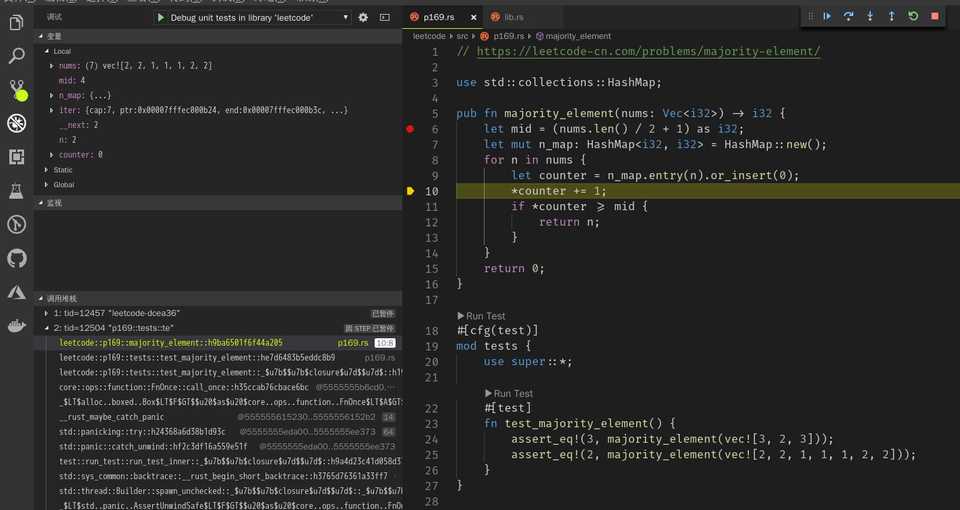 调试
Debug unit tests in library 'leetcode'
变量
Local
nums: (7) vec![2, 2, 1, 1, 1, 2, 2]
mid: 4
n_map: {...}
iter: {cap:7, ptr:0x00007fffec000b24, end:0x00007fffec000b3c, ...}
__next: 2
n: 2
counter: 0
Static
Global
监视
调用堆栈
1: tid=12457 "leetcode-dcea36"
已暂停
2: tid=12504 "p169::tests::te"
因 STEP 已暂停
leetcode::p169::majority_element::h9ba6501f6f44a205
p169.rs
10:8
leetcode::p169::tests::test_majority_element::he7d6483b5eddc8b9
p169.rs
leetcode::p169::tests::test_majority_element::_$u7b$$u7b$closure$u7d$$u7d$::h19
core::ops::function::FnOnce::call_once::h35ccab76cbace6bc
@5555555b6cd0...
_$LT$alloc..boxed..Box$LT$F$GT$$u20$as$u20$core..ops..function..FnOnce$LT$A$GT$
__rust_maybe_catch_panic
@555555615230...5555556152b2
14
std::panicking::try::h24368a6d38b1d93c
@5555555eda00...5555555ee373
64
std::panic::catch_unwind::hf2c3df16a559e51f
@5555555eda00...5555555ee373
test::run_test::run_test_inner::_$u7b$$u7b$closure$u7d$$u7d$::h9a4d23c41d058d3
std::sys_common::backtrace::__rust_begin_short_backtrace::h3765d76361a33ff7
std::thread::Builder::spawn_unchecked::_$u7b$$u7b$closure$u7d$$u7d$::_$u7b$$u7b
_$LT$std..panic..AssertUnwindSafe$LT$F$GT$$u20$as$u20$core..ops..function..FnOn
p169.rs
lib.rs
leetcode › src › p169.rs › majority_element
1 // https://leetcode-cn.com/problems/majority-element/
2
3 use std::collections::HashMap;
4
5 pub fn majority_element(nums: Vec<i32>) -> i32 {
6 let mid = (nums.len() / 2 + 1) as i32;
7 let mut n_map: HashMap<i32, i32> = HashMap::new();
8 for n in nums {
9 let counter = n_map.entry(n).or_insert(0);
10 *counter += 1;
11 if *counter >= mid {
12 return n;
13 }
14 }
15 return 0;
16 }
17
Run Test
18 #[cfg(test)]
19 mod tests {
20 use super::*;
21
Run Test
22 #[test]
23 fn test_majority_element() {
24 assert_eq!(3, majority_element(vec![3, 2, 3]));
25 assert_eq!(2, majority_element(vec![2, 2, 1, 1, 1, 2, 2]));
26 }
27 }
28